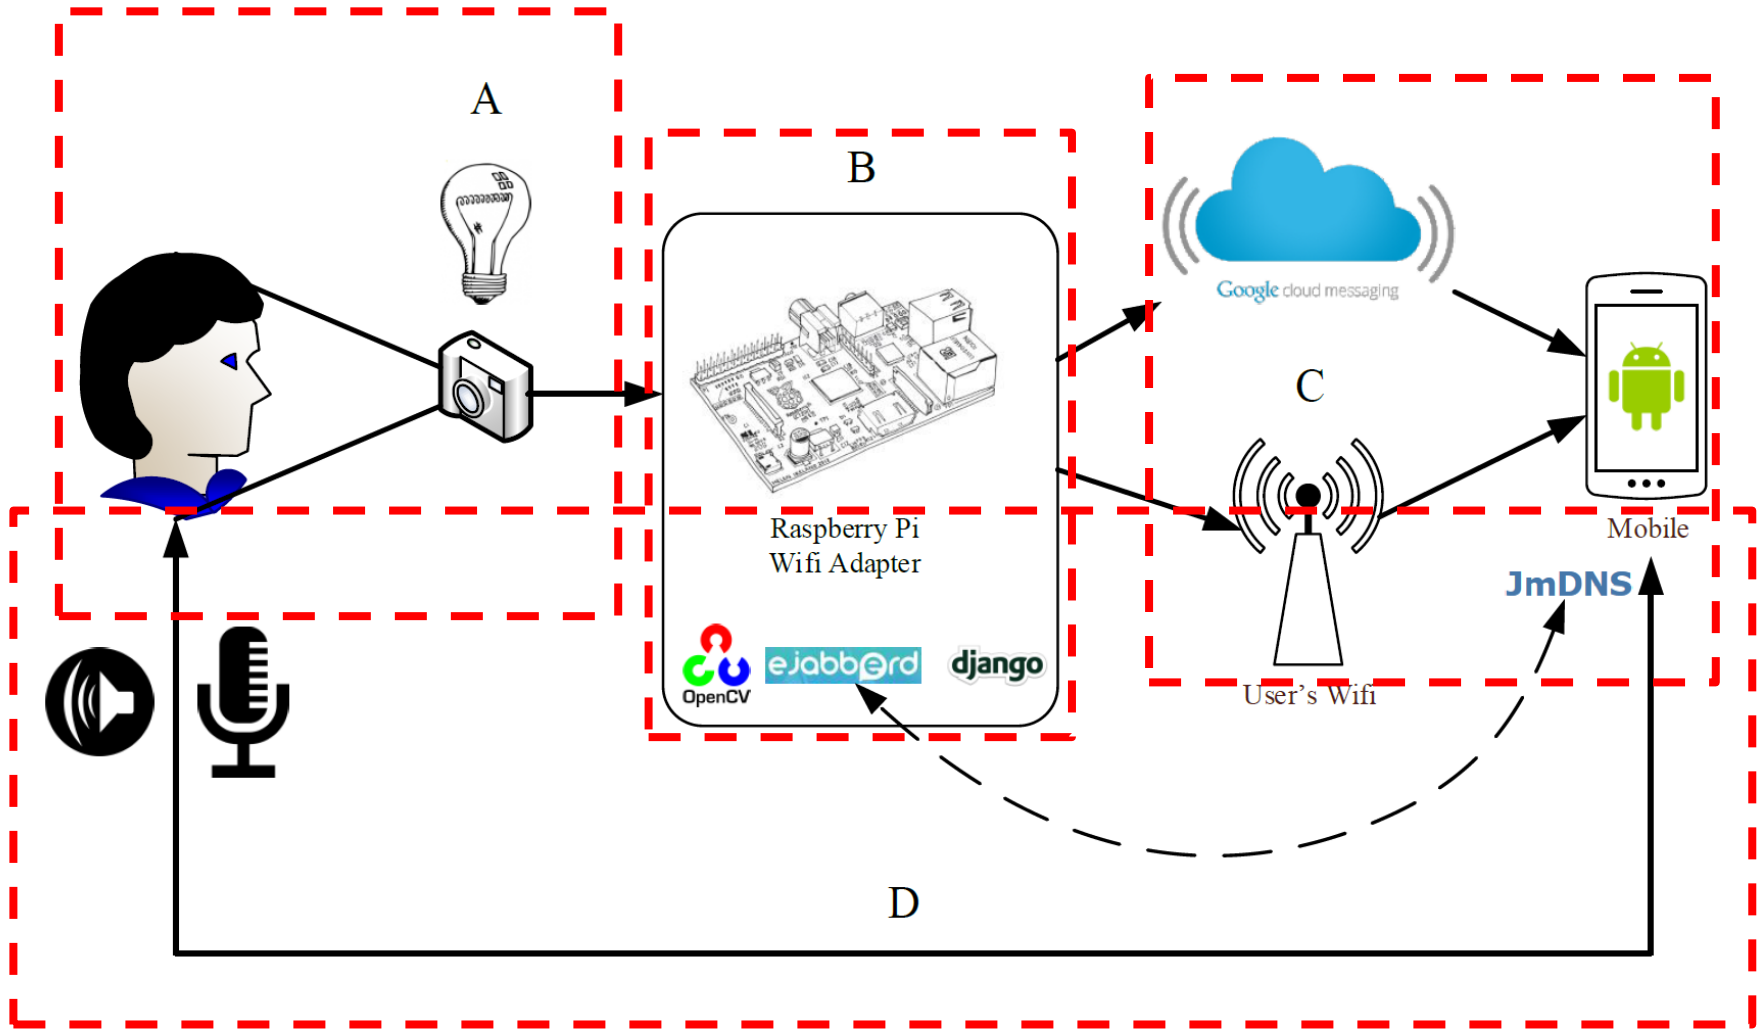 A
B
Google cloud messaging
C
Raspberry Pi
Wifi Adapter
Mobile
JmDNS
OpenCV
ejabberd
django
User's Wifi
D